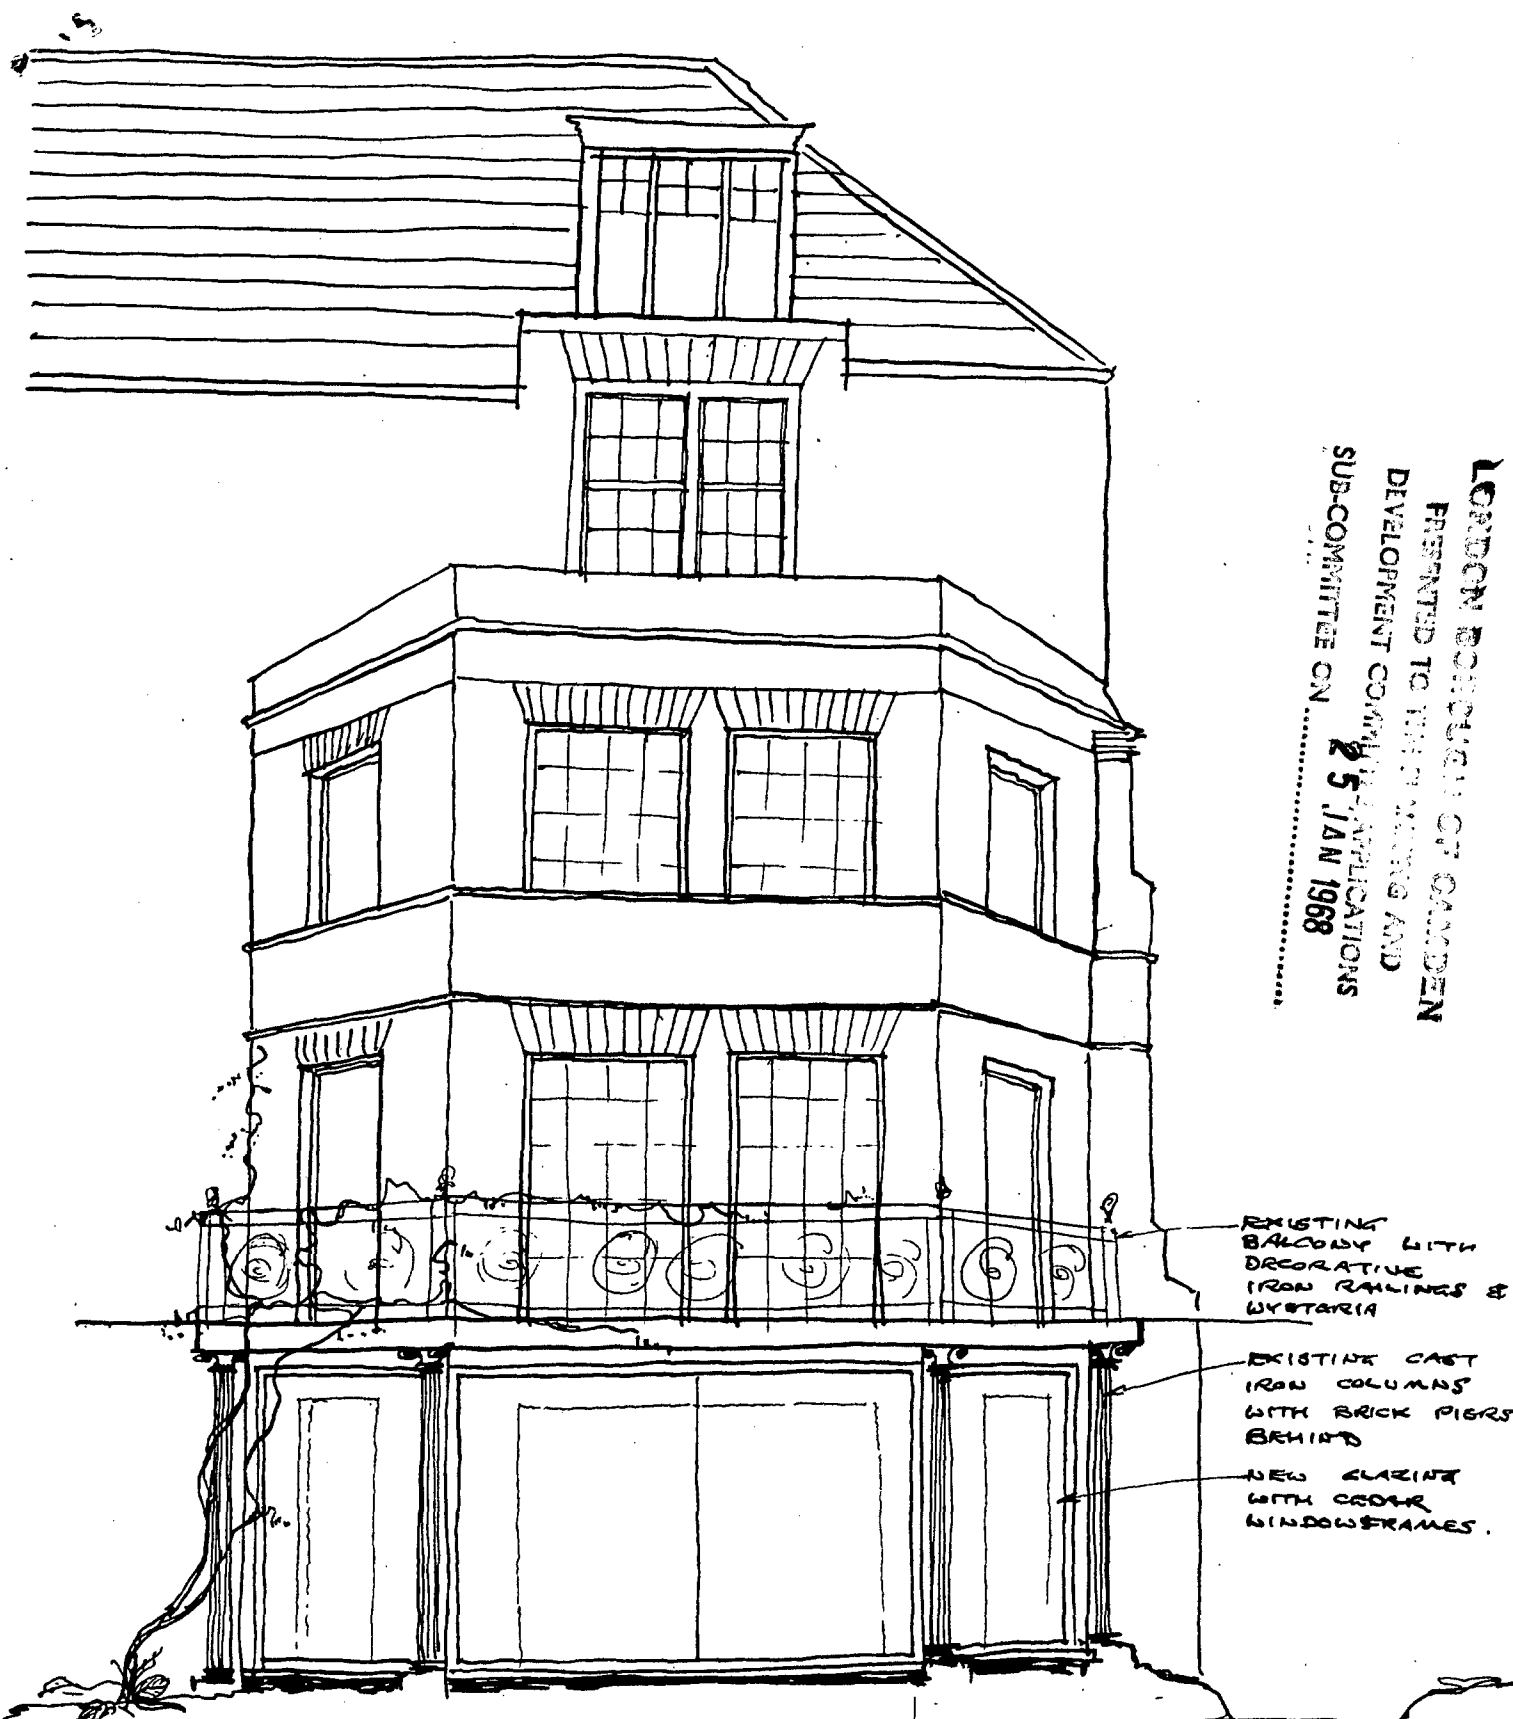 LONDON BOROUGH OF CAMDEN
PRESENTED TO THE PLANNING AND
DEVELOPMENT COMMITTEE APPLICATIONS
SUB-COMMITTEE ON
25 JAN 1968
EXISTING
BALCONY WITH
DECORATIVE
IRON RAILINGS &
WYSTARIA
EXISTING CAST
IRON COLUMNS
WITH BRICK PIERS
BEHIND
NEW GLAZING
WITH CEDAR
WINDOWFRAMES.